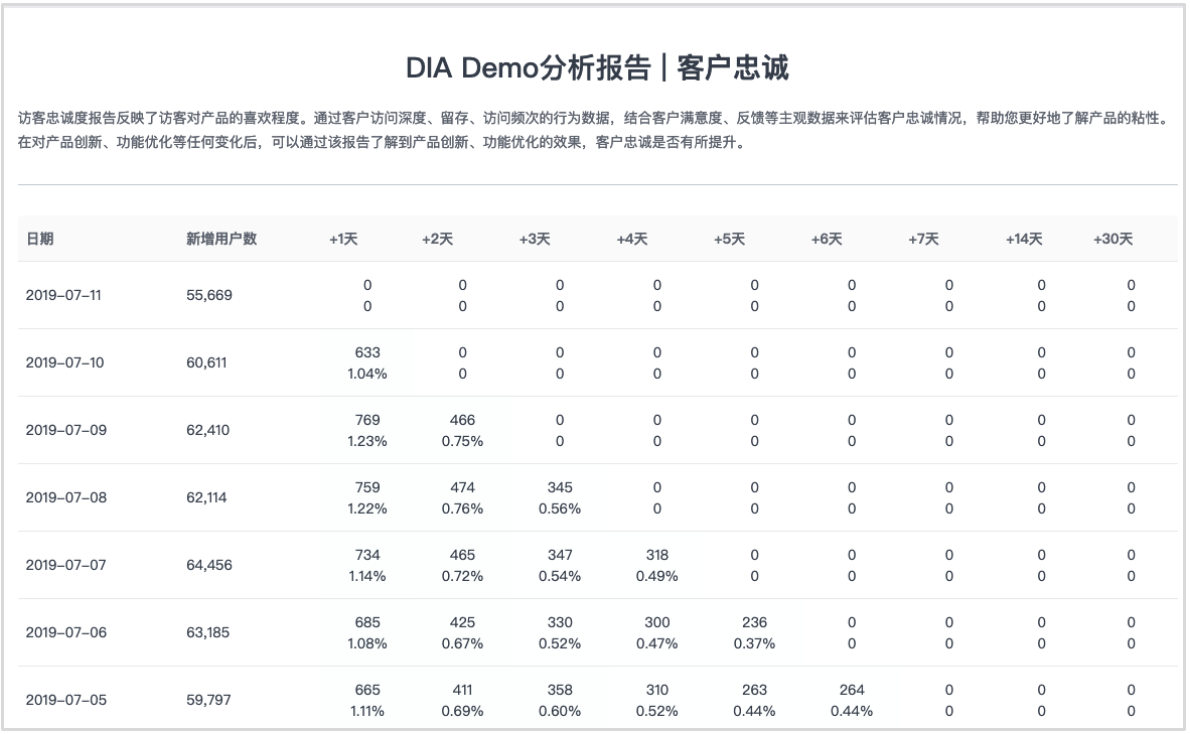 DIA Demo分析报告 | 客户忠诚
访客忠诚度报告反映了访客对产品的喜欢程度。通过客户访问深度、留存、访问频次的行为数据，结合客户满意度、反馈等主观数据来评估客户忠诚情况，帮助您更好地了解产品的粘性。
在对产品创新、功能优化等任何变化后，可以通过该报告了解到产品创新、功能优化的效果，客户忠诚是否有所提升。
日期 新增用户数 +1天 +2天 +3天 +4天 +5天 +6天 +7天 +14天 +30天
0 0 0 0 0 0 0 0 0
2019-07-11 55,669
0 0 0 0 0 0 0 0 0
633 0 0 0 0 0 0 0 0
2019-07-10 60,611
1.04% 0 0 0 0 0 0 0 0
769 466 0 0 0 0 0 0 0
2019-07-09 62,410
1.23% 0.75% 0 0 0 0 0 0 0
759 474 345 0 0 0 0 0 0
2019-07-08 62,114
1.22% 0.76% 0.56% 0 0 0 0 0 0
734 465 347 318 0 0 0 0 0
2019-07-07 64,456
1.14% 0.72% 0.54% 0.49% 0 0 0 0 0
685 425 330 300 236 0 0 0 0
2019-07-06 63,185
1.08% 0.67% 0.52% 0.47% 0.37% 0 0 0 0
665 411 358 310 263 264 0 0 0
2019-07-05 59,797
1.11% 0.69% 0.60% 0.52% 0.44% 0.44% 0 0 0